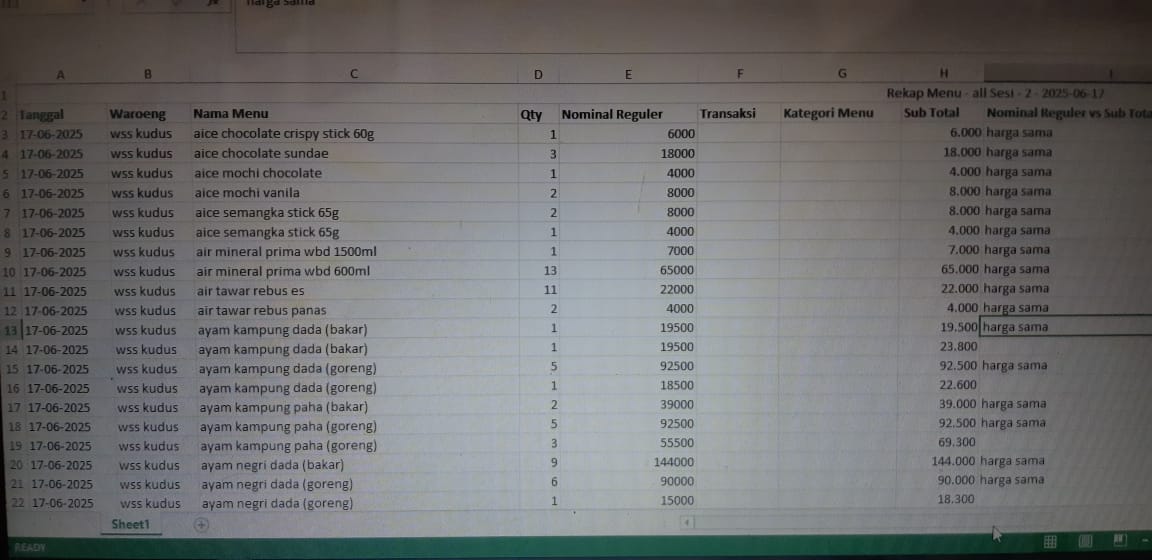 harga sama
A B C D E F G H I
1 Rekap Menu - all Sesi - 2 - 2025-06-17
2 Tanggal Waroeng Nama Menu Qty Nominal Reguler Transaksi Kategori Menu Sub Total Nominal Reguler vs Sub Tota
3 17-06-2025 wss kudus aice chocolate crispy stick 60g 1 6000 6.000 harga sama
4 17-06-2025 wss kudus aice chocolate sundae 3 18000 18.000 harga sama
5 17-06-2025 wss kudus aice mochi chocolate 1 4000 4.000 harga sama
6 17-06-2025 wss kudus aice mochi vanila 2 8000 8.000 harga sama
7 17-06-2025 wss kudus aice semangka stick 65g 2 8000 8.000 harga sama
8 17-06-2025 wss kudus aice semangka stick 65g 1 4000 4.000 harga sama
9 17-06-2025 wss kudus air mineral prima wbd 1500ml 1 7000 7.000 harga sama
10 17-06-2025 wss kudus air mineral prima wbd 600ml 13 65000 65.000 harga sama
11 17-06-2025 wss kudus air tawar rebus es 11 22000 22.000 harga sama
12 17-06-2025 wss kudus air tawar rebus panas 2 4000 4.000 harga sama
13 17-06-2025 wss kudus ayam kampung dada (bakar) 1 19500 19.500 harga sama
14 17-06-2025 wss kudus ayam kampung dada (bakar) 1 19500 23.800
15 17-06-2025 wss kudus ayam kampung dada (goreng) 5 92500 92.500 harga sama
16 17-06-2025 wss kudus ayam kampung dada (goreng) 1 18500 22.600
17 17-06-2025 wss kudus ayam kampung paha (bakar) 2 39000 39.000 harga sama
18 17-06-2025 wss kudus ayam kampung paha (goreng) 5 92500 92.500 harga sama
19 17-06-2025 wss kudus ayam kampung paha (goreng) 3 55500 69.300
20 17-06-2025 wss kudus ayam negri dada (bakar) 9 144000 144.000 harga sama
21 17-06-2025 wss kudus ayam negri dada (goreng) 6 90000 90.000 harga sama
22 17-06-2025 wss kudus ayam negri dada (goreng) 1 15000 18.300
Sheet1
READY